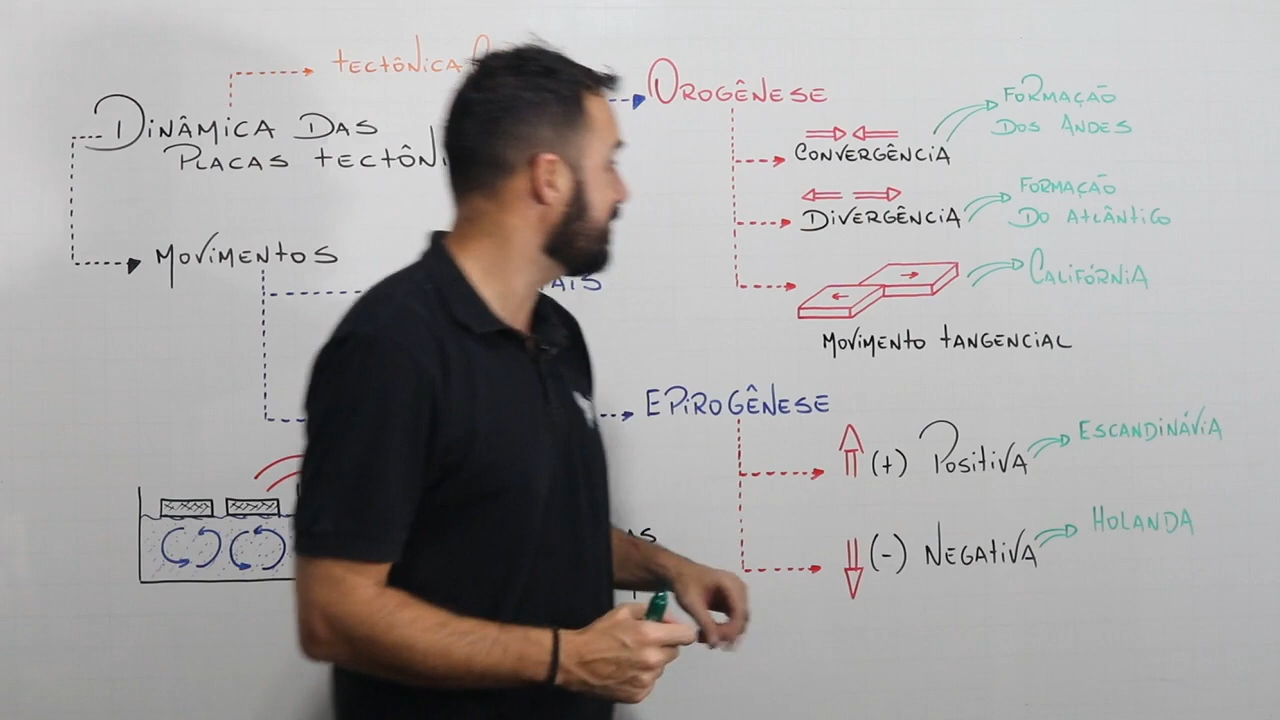 TECTÔNICA
DINÂMICA DAS
PLACAS TECTÔNI
MOVIMENTOS
OROGÊNESE
CONVERGÊNCIA
FORMAÇÃO
DOS ANDES
DIVERGÊNCIA
FORMAÇÃO
DO ATLÂNTICO
CALIFÓRNIA
MOVIMENTO TANGENCIAL
EPIROGÊNESE
(+) POSITIVA
ESCANDINÁVIA
(-) NEGATIVA
HOLANDA